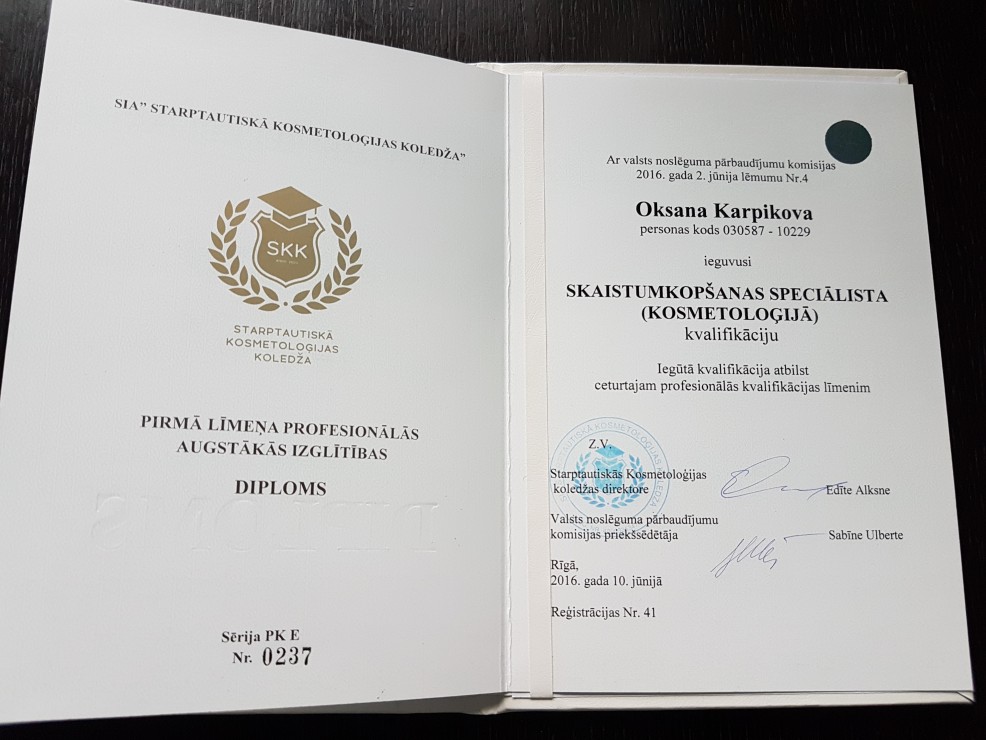 SIA” STARPTAUTISKĀ KOSMETOLOĢIJAS KOLEDŽA”
SKK
STARPTAUTISKĀ
KOSMETOLOĢIJAS
KOLEDŽA
PIRMĀ LĪMEŅA PROFESIONĀLĀS
AUGSTĀKĀS IZGLĪTĪBAS
DIPLOMS
Sērija PK E
Nr. 0237
Ar valsts noslēguma pārbaudījumu komisijas
2016. gada 2. jūnija lēmumu Nr.4
Oksana Karpikova
personas kods 030587 - 10229
ieguvusi
SKAISTUMKOPŠANAS SPECIĀLISTA
(KOSMETOLOĢIJĀ)
kvalifikāciju
Iegūtā kvalifikācija atbilst
ceturtajam profesionālās kvalifikācijas līmenim
Z.V.
Starptautiskās Kosmetoloģijas
koledžas direktore Edīte Alksne
Valsts noslēguma pārbaudījumu
komisijas priekšsēdētāja Sabīne Ulberte
Rīgā,
2016. gada 10. jūnijā
Reģistrācijas Nr. 41